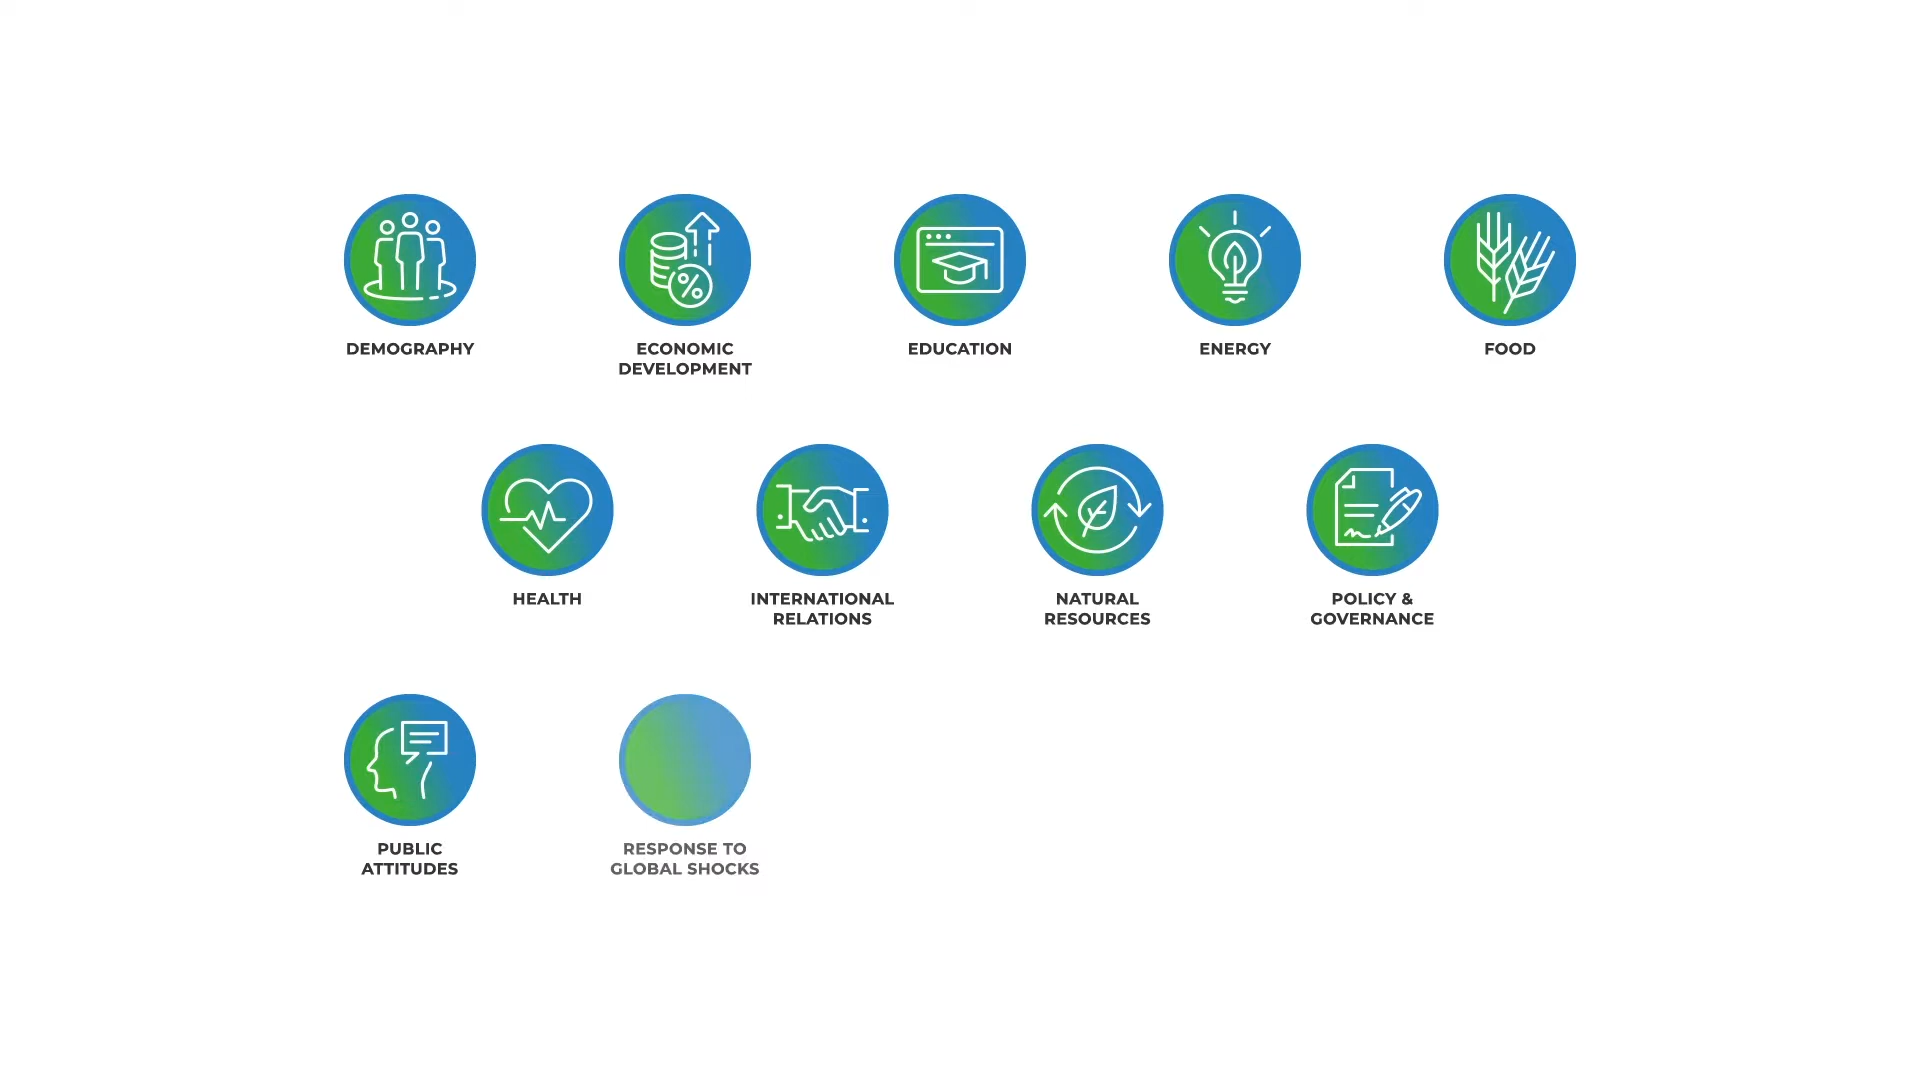 DEMOGRAPHY
ECONOMIC
DEVELOPMENT
EDUCATION
ENERGY
FOOD
HEALTH
INTERNATIONAL
RELATIONS
NATURAL
RESOURCES
POLICY &
GOVERNANCE
PUBLIC
ATTITUDES
RESPONSE TO
GLOBAL SHOCKS